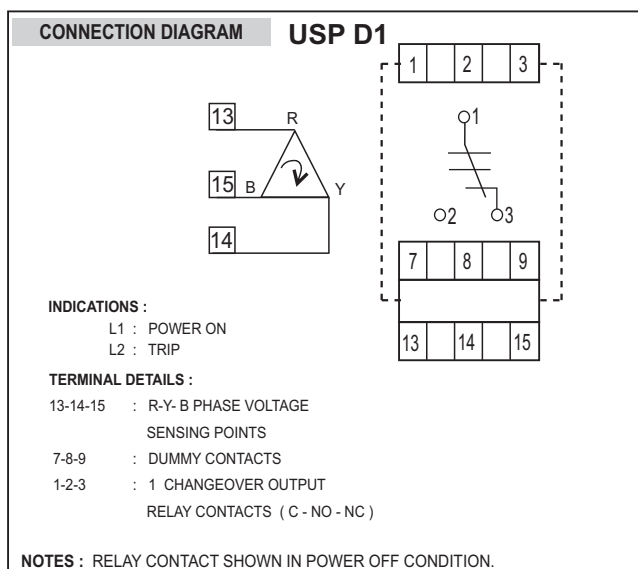 CONNECTION DIAGRAM USP D1
1 2 3
13 R
1
15 B Y
2 3
14
7 8 9
INDICATIONS :
L1 : POWER ON
L2 : TRIP
13 14 15
TERMINAL DETAILS :
13-14-15 : R-Y- B PHASE VOLTAGE
SENSING POINTS
7-8-9 : DUMMY CONTACTS
1-2-3 : 1 CHANGEOVER OUTPUT
RELAY CONTACTS ( C - NO - NC )
NOTES : RELAY CONTACT SHOWN IN POWER OFF CONDITION.